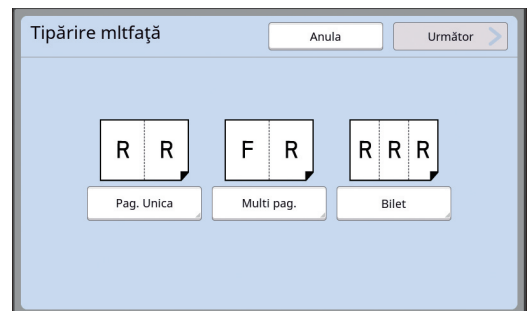 Tipărire mltfaţă
Anula
Următor
R R
F R
R R R
Pag. Unica
Multi pag.
Bilet